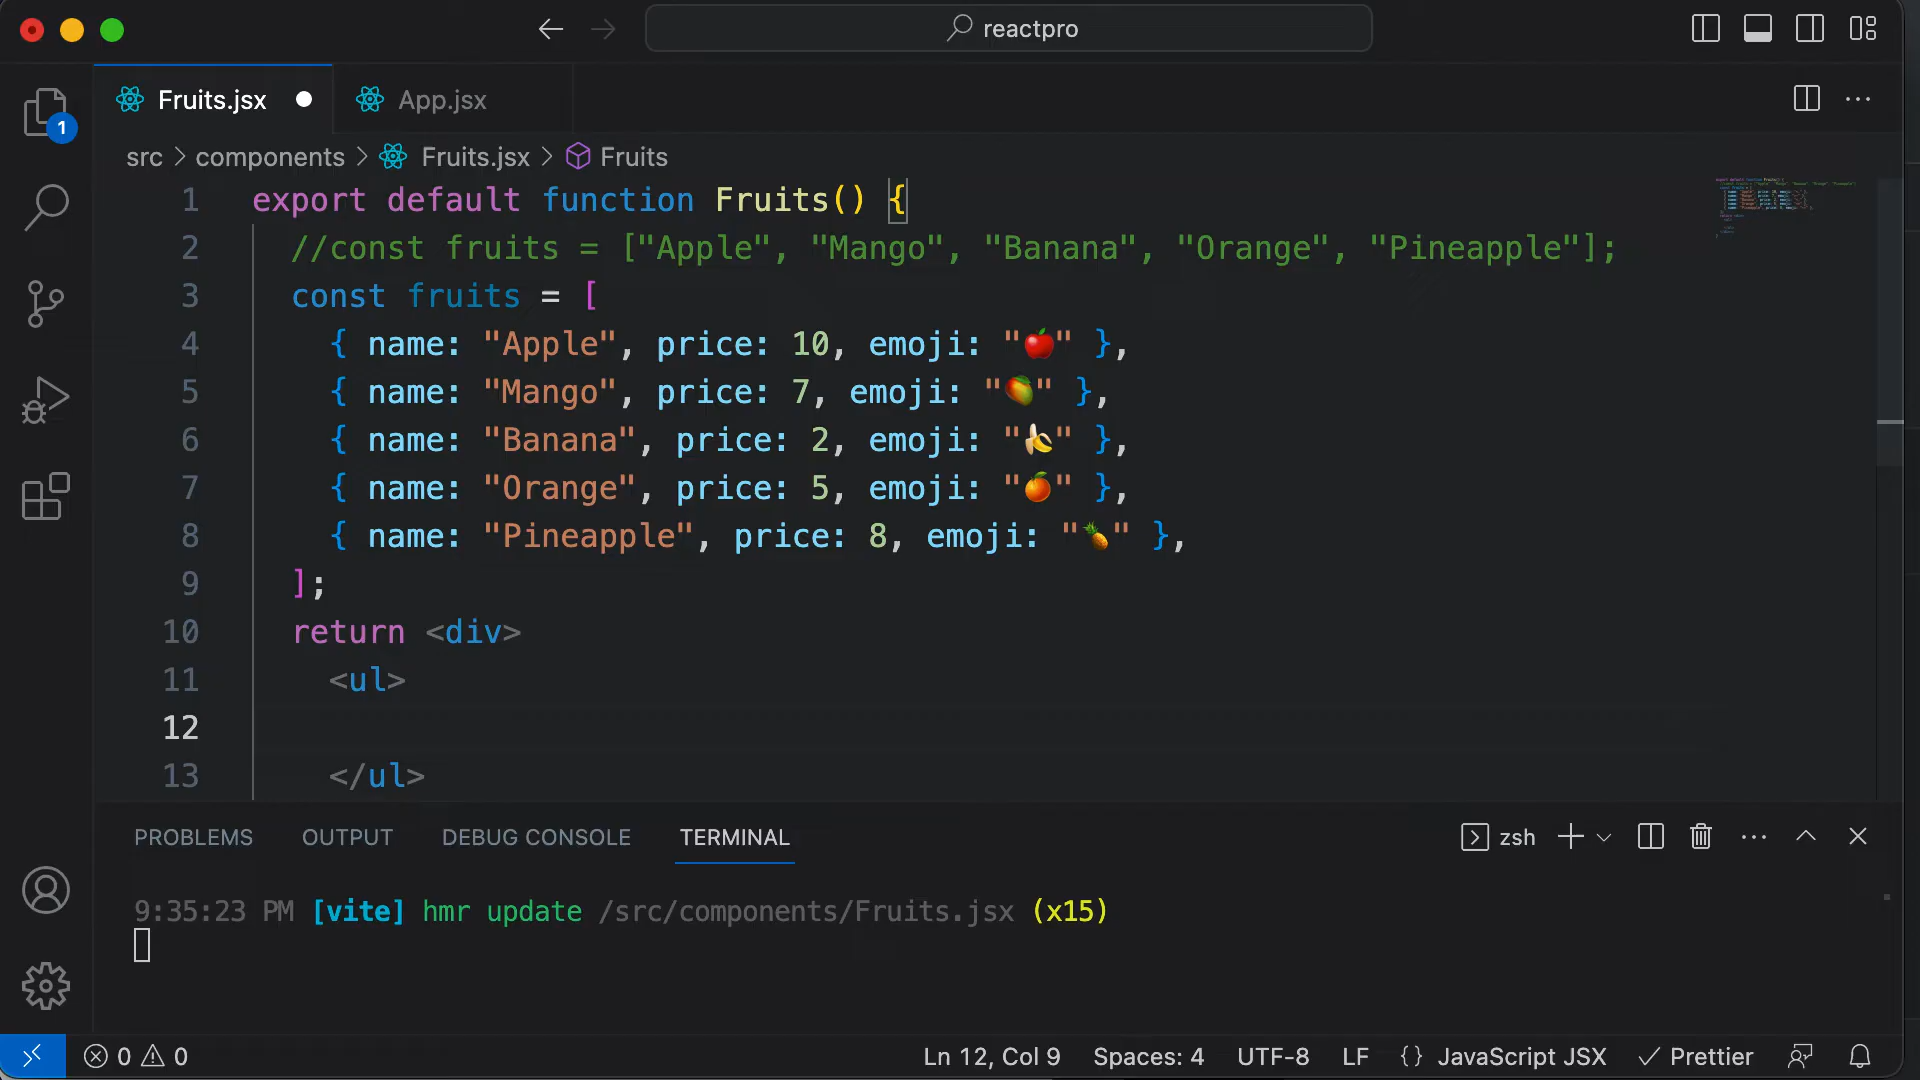 reactpro
Fruits.jsx
App.jsx
1
src > components > Fruits.jsx > Fruits
1 export default function Fruits() {
2 //const fruits = ["Apple", "Mango", "Banana", "Orange", "Pineapple"];
3 const fruits = [
4 { name: "Apple", price: 10, emoji: "🍎" },
5 { name: "Mango", price: 7, emoji: "🥭" },
6 { name: "Banana", price: 2, emoji: "🍌" },
7 { name: "Orange", price: 5, emoji: "🍊" },
8 { name: "Pineapple", price: 8, emoji: "🍍" },
9 ];
10 return <div>
11 <ul>
12
13 </ul>
PROBLEMS OUTPUT DEBUG CONSOLE TERMINAL zsh
9:35:23 PM [vite] hmr update /src/components/Fruits.jsx (x15)
0 0 Ln 12, Col 9 Spaces: 4 UTF-8 LF {} JavaScript JSX Prettier